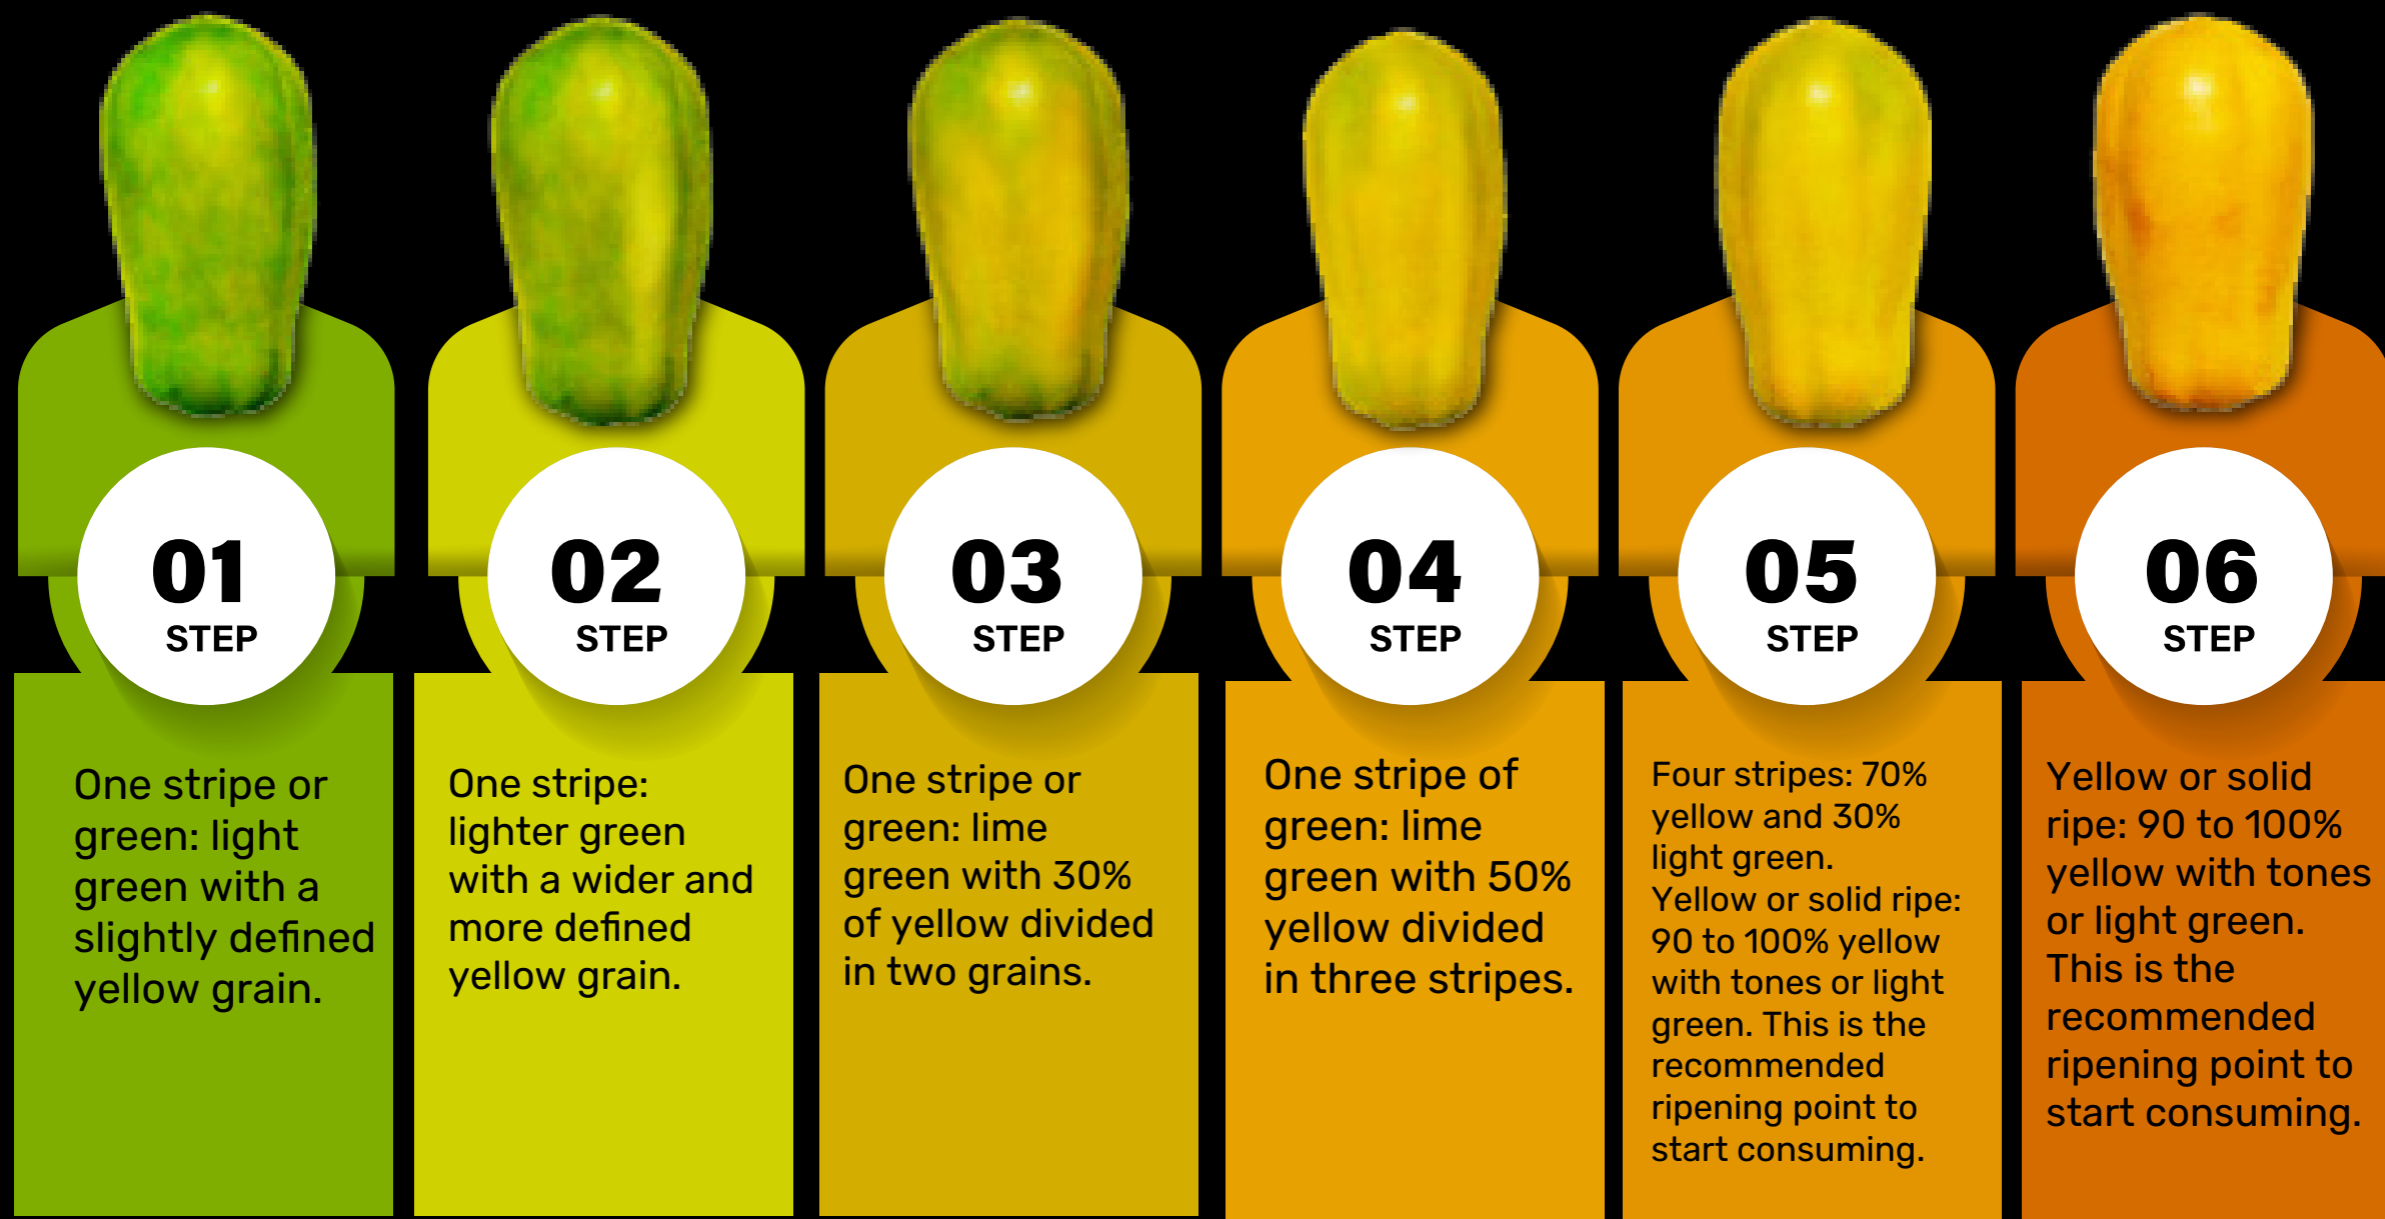 01
STEP
One stripe or
green: light
green with a
slightly defined
yellow grain.
02
STEP
One stripe:
lighter green
with a wider and
more defined
yellow grain.
03
STEP
One stripe or
green: lime
green with 30%
of yellow divided
in two grains.
04
STEP
One stripe of
green: lime
green with 50%
yellow divided
in three stripes.
05
STEP
Four stripes: 70%
yellow and 30%
light green.
Yellow or solid ripe:
90 to 100% yellow
with tones or light
green. This is the
recommended
ripening point to
start consuming.
06
STEP
Yellow or solid
ripe: 90 to 100%
yellow with tones
or light green.
This is the
recommended
ripening point to
start consuming.